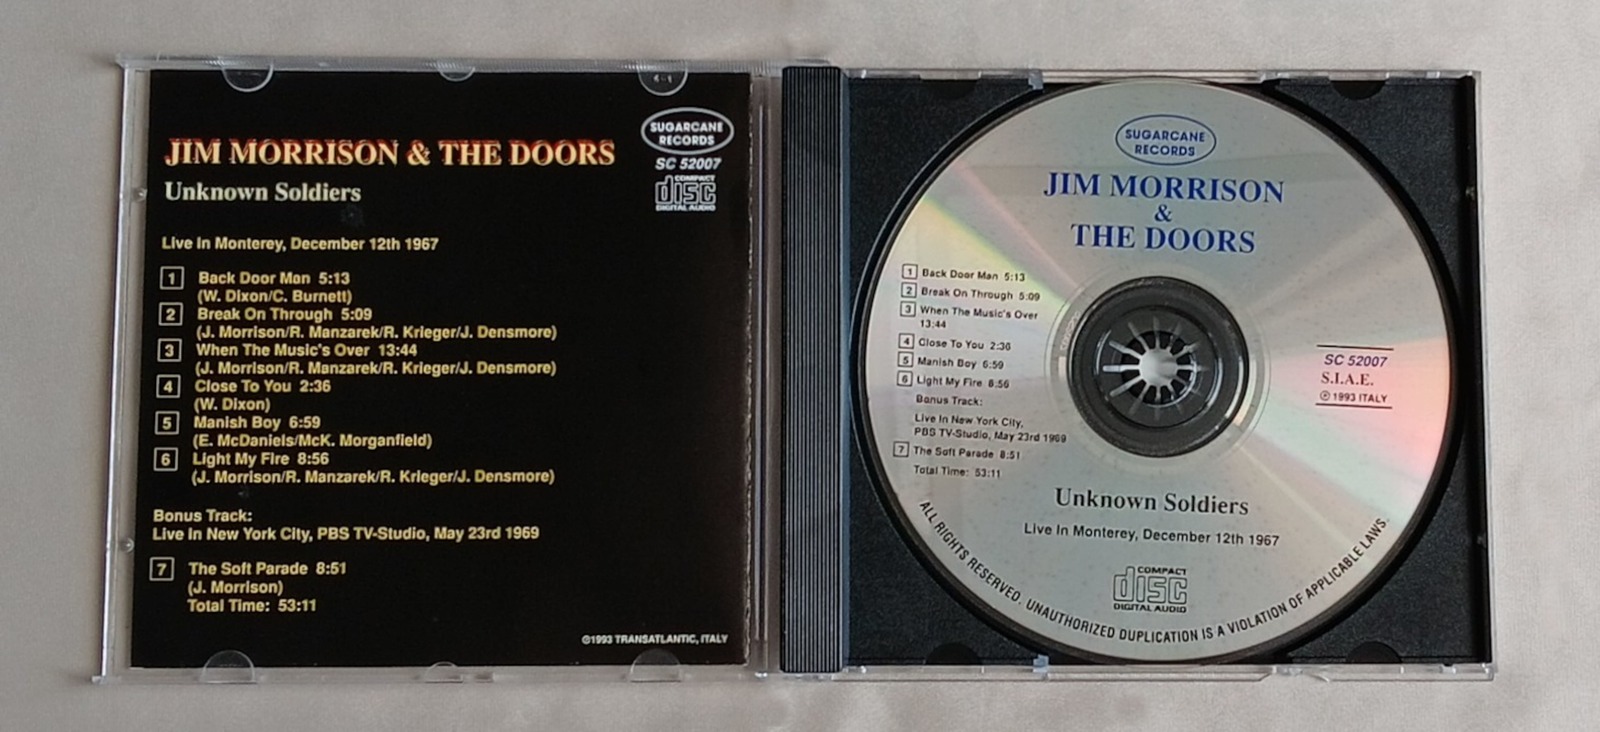 SUGARCANE
RECORDS
SC 52007
COMPACT
disc
DIGITAL AUDIO
JIM MORRISON & THE DOORS
Unknown Soldiers
Live In Monterey, December 12th 1967
1 Back Door Man 5:13
(W. Dixon/C. Burnett)
2 Break On Through 5:09
(J. Morrison/R. Manzarek/R. Krieger/J. Densmore)
3 When The Music's Over 13:44
(J. Morrison/R. Manzarek/R. Krieger/J. Densmore)
4 Close To You 2:36
(W. Dixon)
5 Manish Boy 6:59
(E. McDaniels/McK. Morganfield)
6 Light My Fire 8:56
(J. Morrison/R. Manzarek/R. Krieger/J. Densmore)
Bonus Track:
Live In New York City, PBS TV-Studio, May 23rd 1969
7 The Soft Parade 8:51
(J. Morrison)
Total Time: 53:11
©1993 TRANSATLANTIC, ITALY
SUGARCANE
RECORDS
JIM MORRISON
&
THE DOORS
1 Back Door Man 5:13
2 Break On Through 5:09
3 When The Music's Over
13:44
4 Close To You 2:36
5 Manish Boy 6:59
6 Light My Fire 8:56
Bonus Track:
Live In New York City,
PBS TV-Studio, May 23rd 1969
7 The Soft Parade 8:51
Total Time: 53:11
SC 52007
S.I.A.E.
℗ 1993 ITALY
Unknown Soldiers
Live In Monterey, December 12th 1967
COMPACT
disc
DIGITAL AUDIO
ALL RIGHTS RESERVED. UNAUTHORIZED DUPLICATION IS A VIOLATION OF APPLICABLE LAWS.